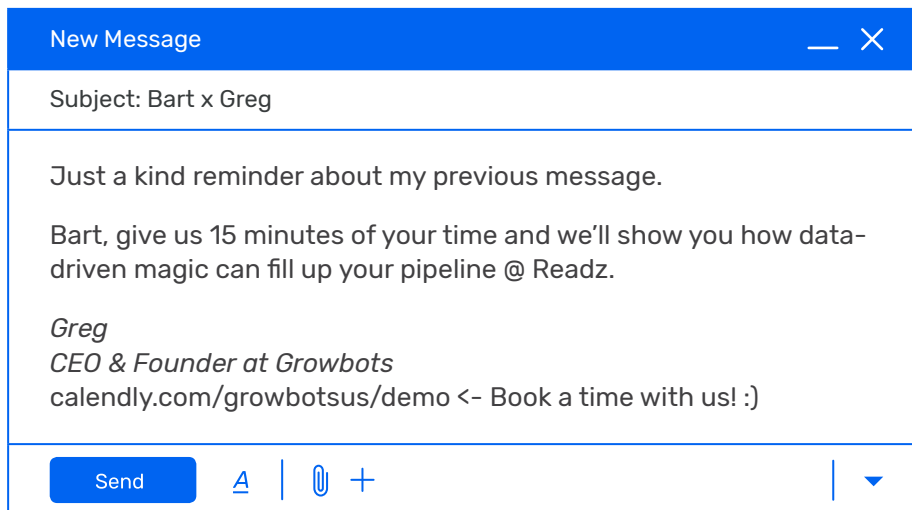 New Message
Subject: Bart x Greg
Just a kind reminder about my previous message.
Bart, give us 15 minutes of your time and we’ll show you how data-
driven magic can fill up your pipeline @ Readz.
Greg
CEO & Founder at Growbots
calendly.com/growbotsus/demo <- Book a time with us! :)
Send A